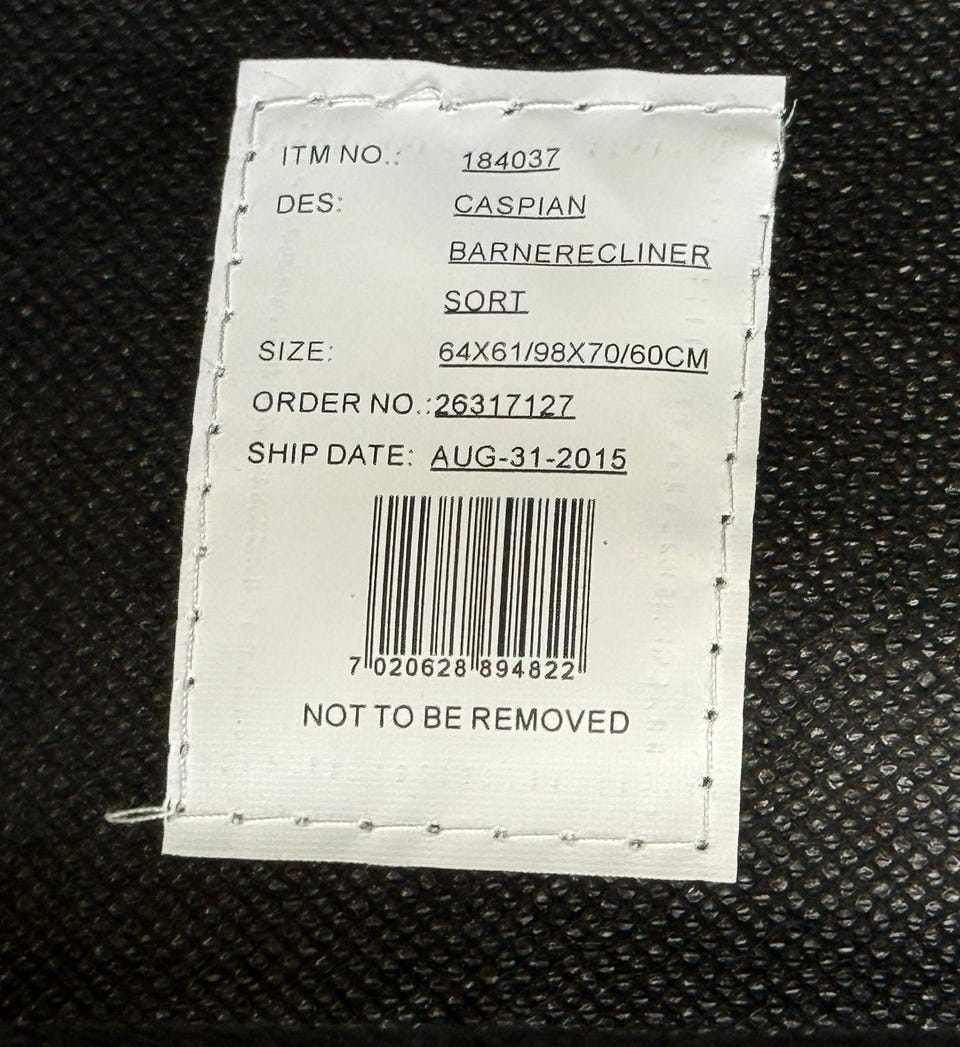 ITM NO.: 184037
DES: CASPIAN
BARNERECLINER
SORT
SIZE: 64X61/98X70/60CM
ORDER NO.:26317127
SHIP DATE: AUG-31-2015
7 020628 894822
NOT TO BE REMOVED